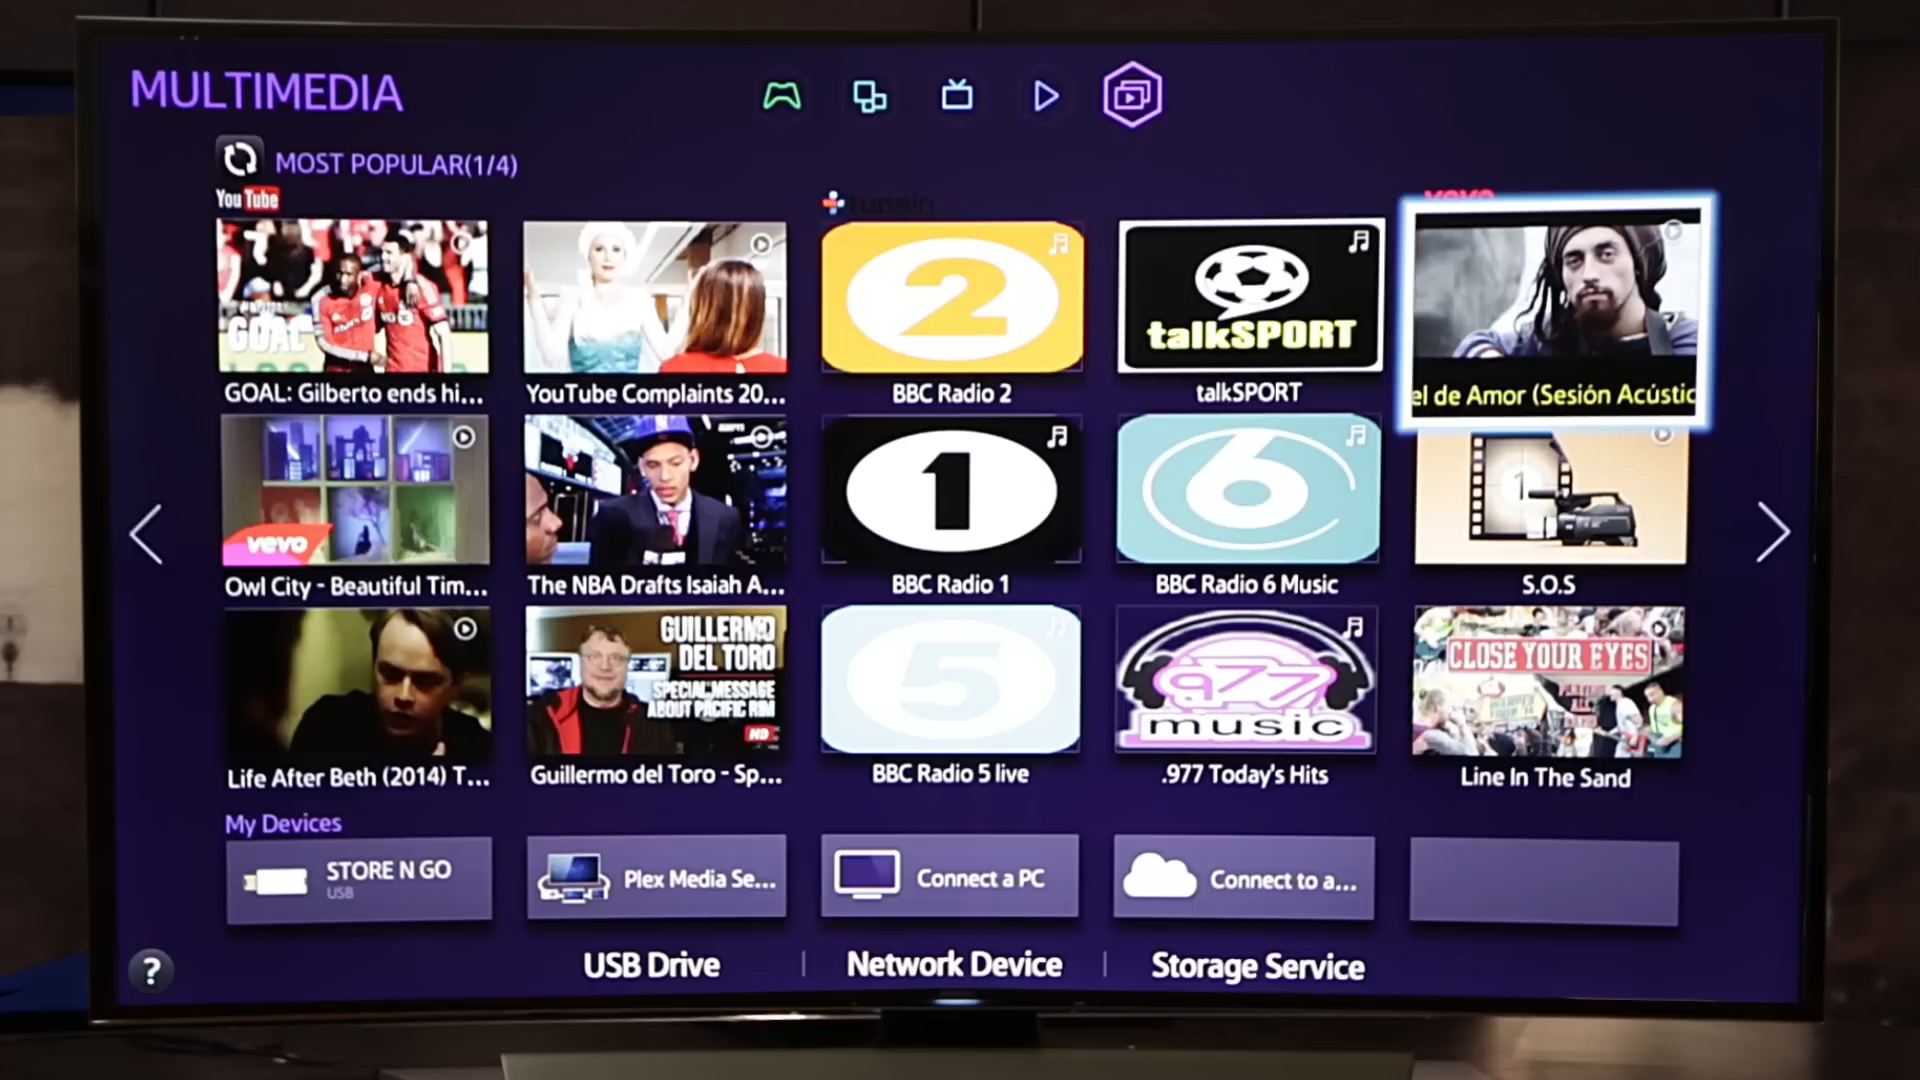 MULTIMEDIA
MOST POPULAR(1/4)
YouTube
tunein
vevo
GOAL
2
talkSPORT
GOAL: Gilberto ends hi...
YouTube Complaints 20...
BBC Radio 2
talkSPORT
el de Amor (Sesión Acústic
vevo
1
6
1
Owl City - Beautiful Tim...
The NBA Drafts Isaiah A...
BBC Radio 1
BBC Radio 6 Music
S.O.S
GUILLERMO
DEL TORO
SPECIAL MESSAGE
ABOUT PACIFIC RIM
HD
5
.977
music
CLOSE YOUR EYES
Life After Beth (2014) T...
Guillermo del Toro - Sp...
BBC Radio 5 live
.977 Today's Hits
Line In The Sand
My Devices
STORE N GO
USB
Plex Media Se...
Connect a PC
Connect to a...
?
USB Drive | Network Device | Storage Service